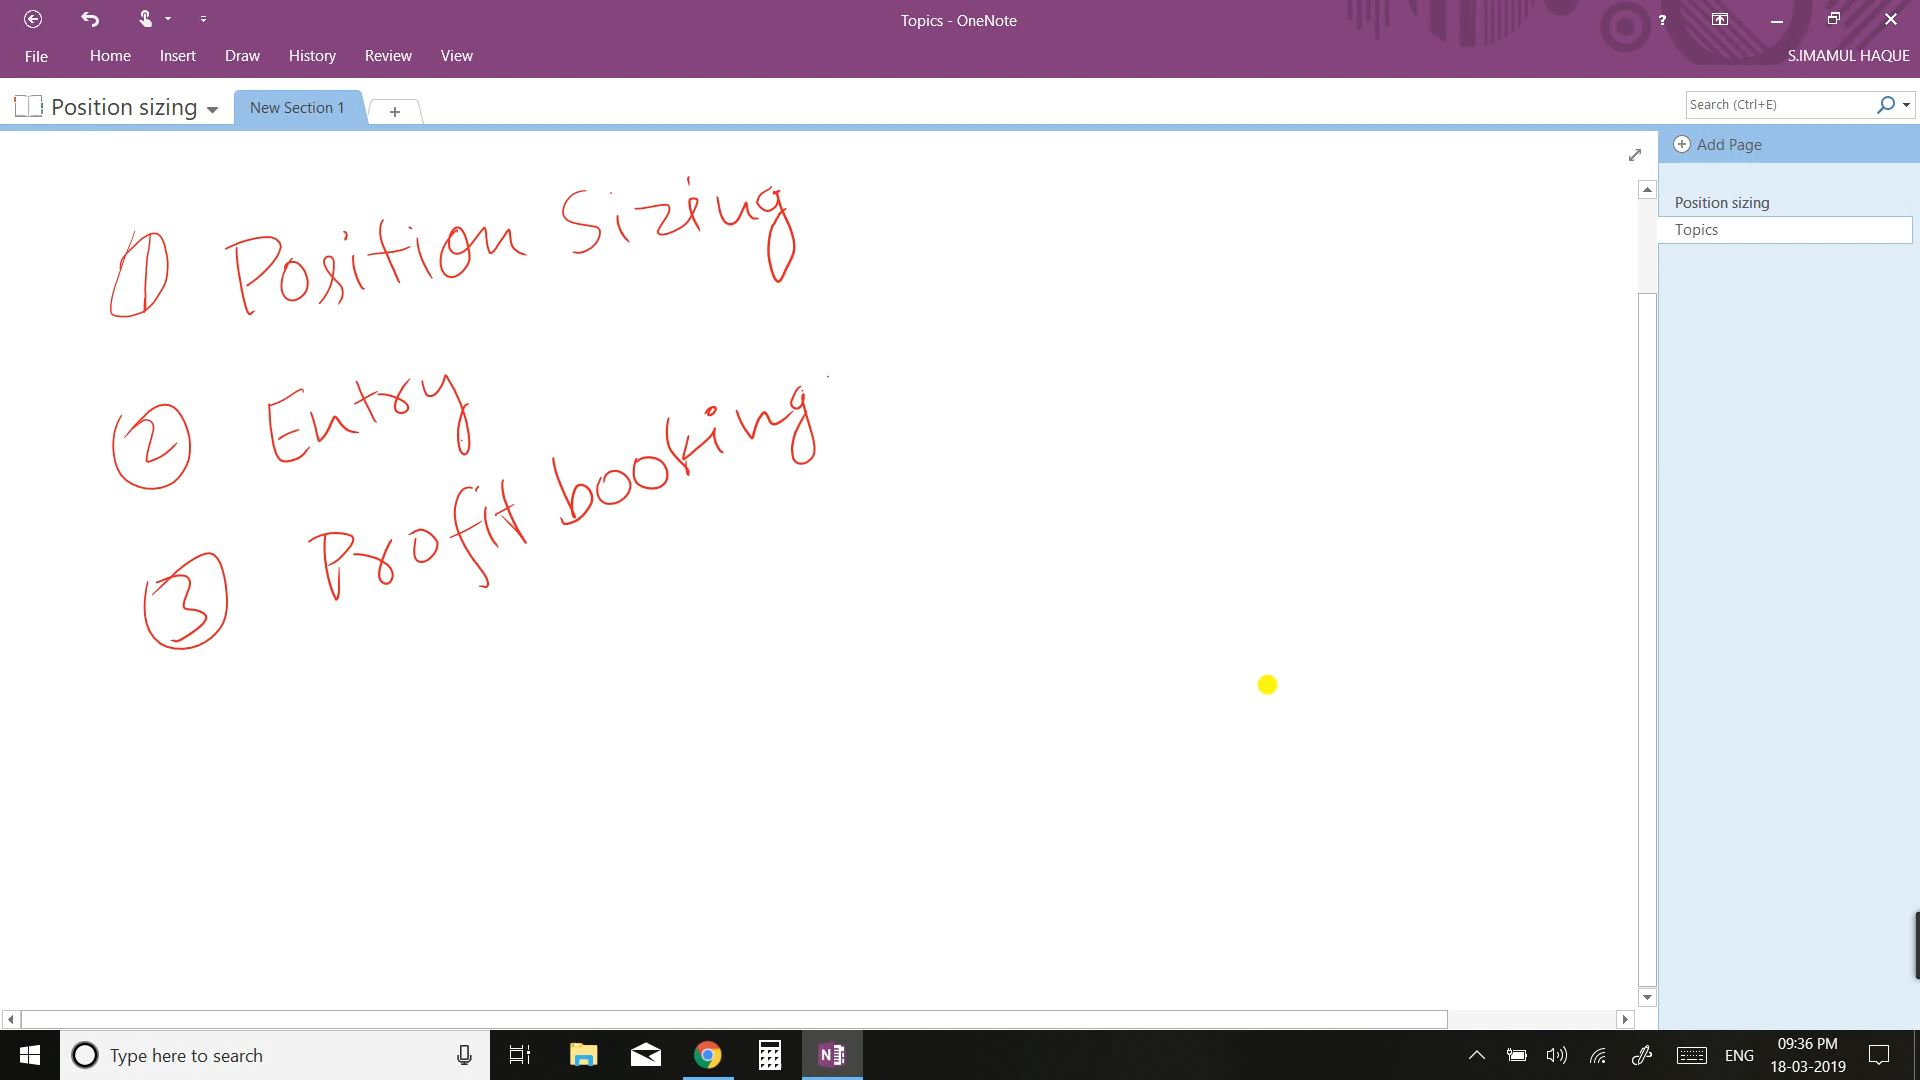 Topics - OneNote
?
File Home Insert Draw History Review View
S.IMAMUL HAQUE
Position sizing
New Section 1
+
Search (Ctrl+E)
Add Page
Position sizing
Topics
1 Position Sizing
2 Entry
3 Profit booking
Type here to search
N
ENG
09:36 PM
18-03-2019